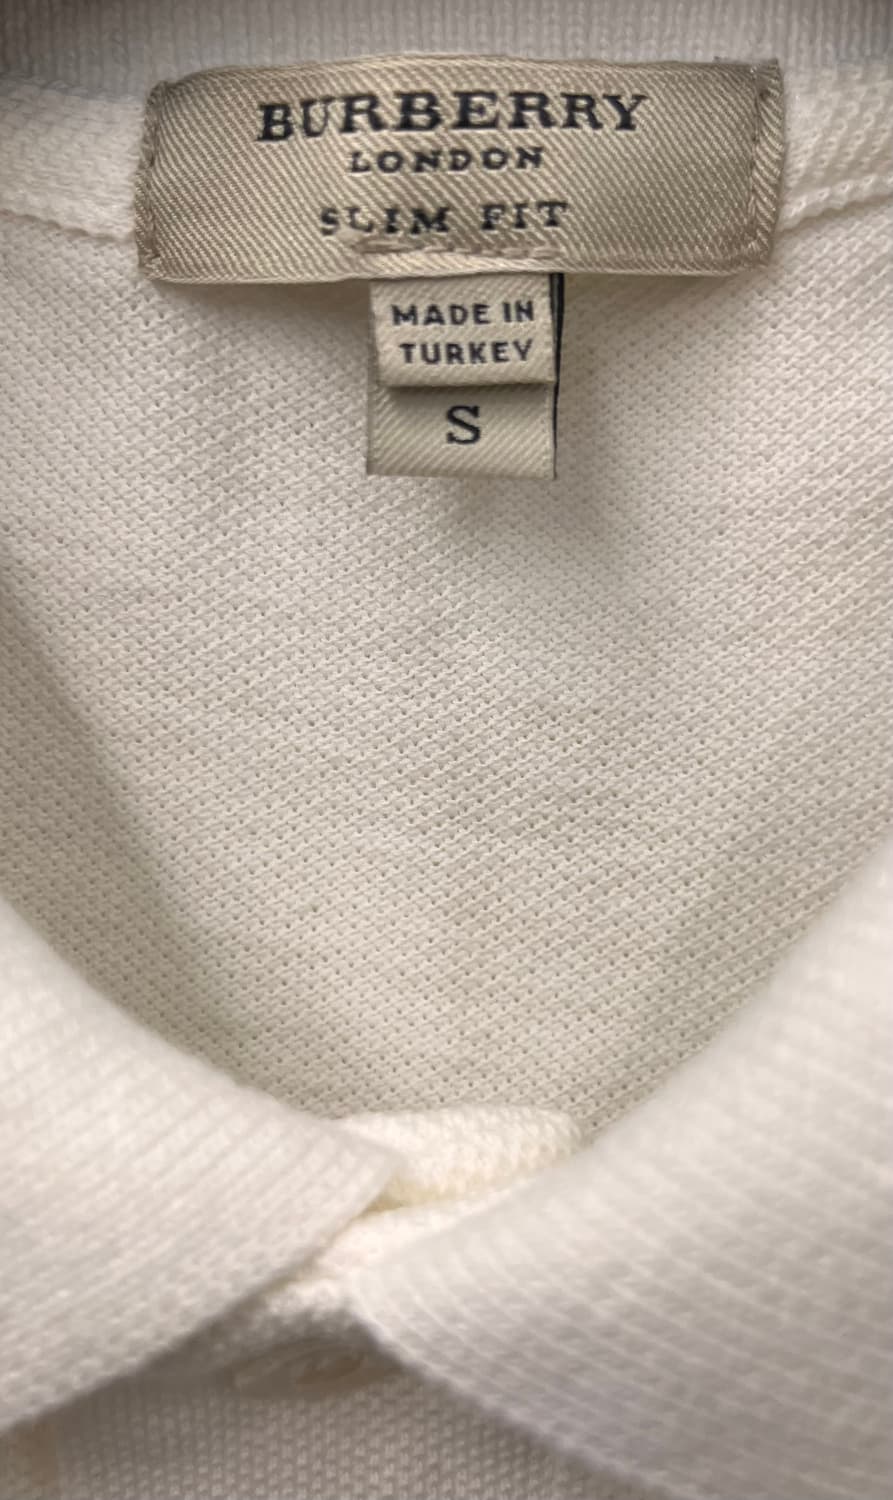 BURBERRY
LONDON
SLIM FIT
MADE IN
TURKEY
S